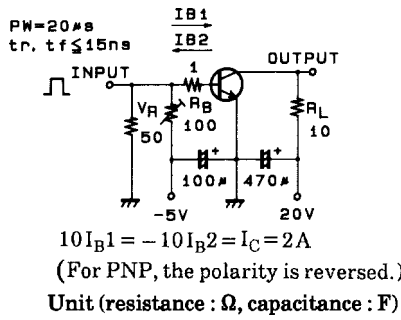 PW=20μs
tr, tf≦15ns
IB1
IB2
INPUT
OUTPUT
1
VR
RB
50
100
RL
10
+
+
100μ
470μ
-5V
20V
10IB1=−10IB2=IC=2A
(For PNP, the polarity is reversed.)
Unit (resistance : Ω, capacitance : F)